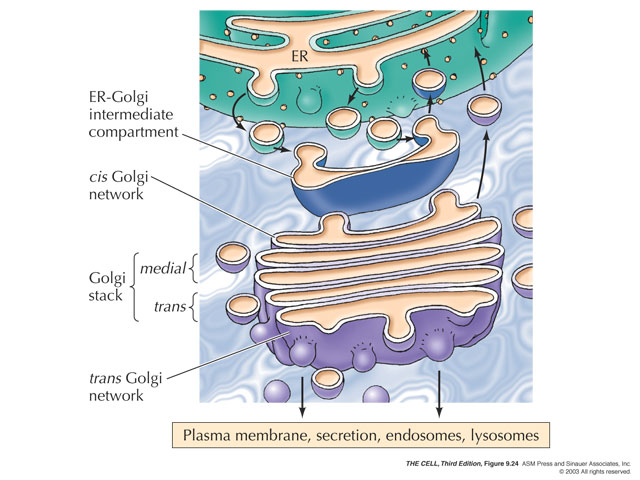 ER
ER-Golgi
intermediate
compartment
cis Golgi
network
Golgi
stack
medial
trans
trans Golgi
network
Plasma membrane, secretion, endosomes, lysosomes
THE CELL, Third Edition, Figure 9.24 ASM Press and Sinauer Associates, Inc
© 2003 All rights reserved.